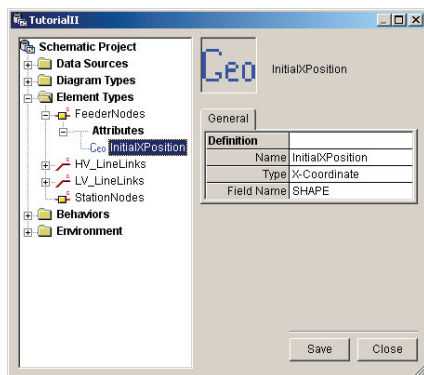 TutorialII
Schematic Project
Data Sources
Diagram Types
Element Types
FeederNodes
Attributes
Geo InitialXPosition
HV_LineLinks
LV_LineLinks
StationNodes
Behaviors
Environment
Geo InitialXPosition
General
Definition
Name InitialXPosition
Type X-Coordinate
Field Name SHAPE
Save Close